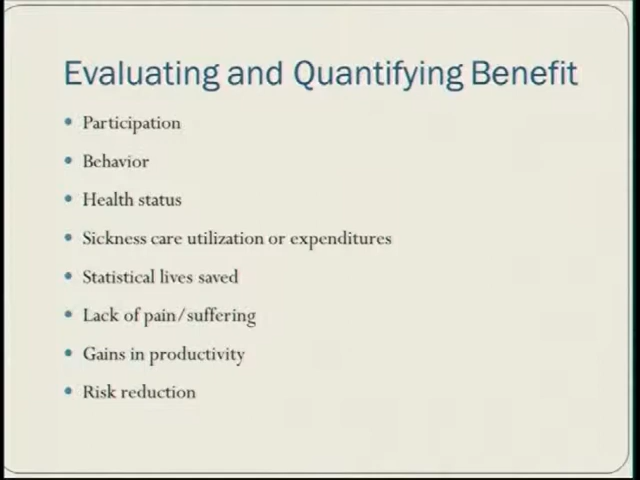 Evaluating and Quantifying Benefit
Participation
Behavior
Health status
Sickness care utilization or expenditures
Statistical lives saved
Lack of pain/suffering
Gains in productivity
Risk reduction